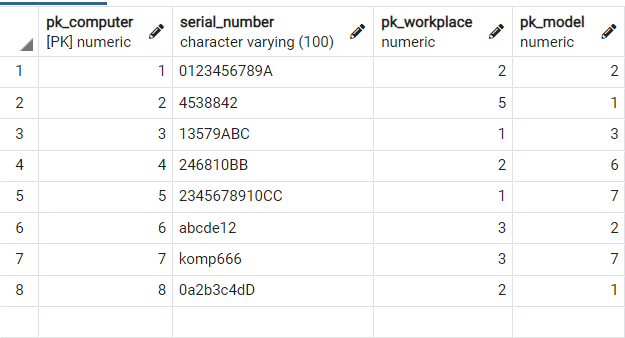 pk_computer serial_number pk_workplace pk_model
[PK] numeric character varying (100) numeric numeric
1 1 0123456789A 2 2
2 2 4538842 5 1
3 3 13579ABC 1 3
4 4 246810BB 2 6
5 5 2345678910CC 1 7
6 6 abcde12 3 2
7 7 komp666 3 7
8 8 0a2b3c4dD 2 1